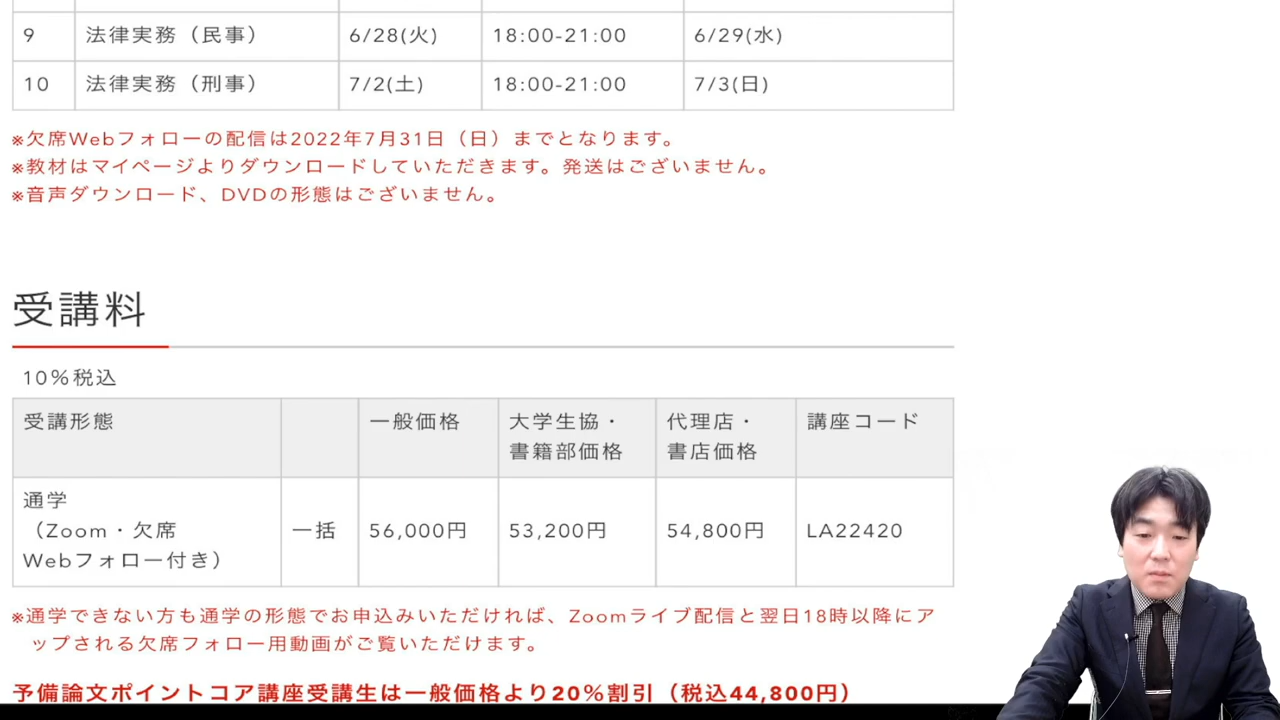 9 法律実務（民事） 6/28(火) 18:00-21:00 6/29(水)
10 法律実務（刑事） 7/2(土) 18:00-21:00 7/3(日)
※欠席Webフォローの配信は2022年7月31日（日）までとなります。
※教材はマイページよりダウンロードしていただきます。発送はございません。
※音声ダウンロード、DVDの形態はございません。
受講料
10%税込
受講形態 一般価格 大学生協・ 代理店・ 講座コード
書籍部価格 書店価格
通学
（Zoom・欠席 一括 56,000円 53,200円 54,800円 LA22420
Webフォロー付き）
※通学できない方も通学の形態でお申込みいただければ、Zoomライブ配信と翌日18時以降にア
ップされる欠席フォロー用動画がご覧いただけます。
予備論文ポイントコア講座受講生は一般価格より20%割引（税込44,800円）